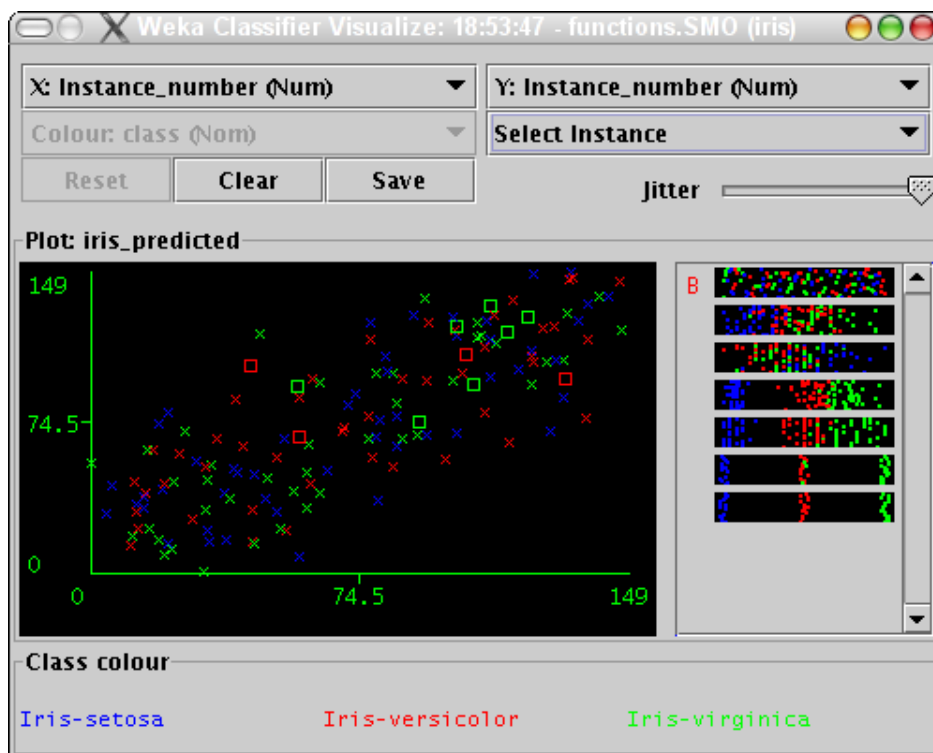 Weka Classifier Visualize: 18:53:47 - functions.SMO (iris)
X: Instance_number (Num)
Y: Instance_number (Num)
Colour: class (Nom)
Select Instance
Reset
Clear
Save
Jitter
Plot: iris_predicted
149
74.5
0
0
74.5
149
B
Class colour
Iris-setosa
Iris-versicolor
Iris-virginica